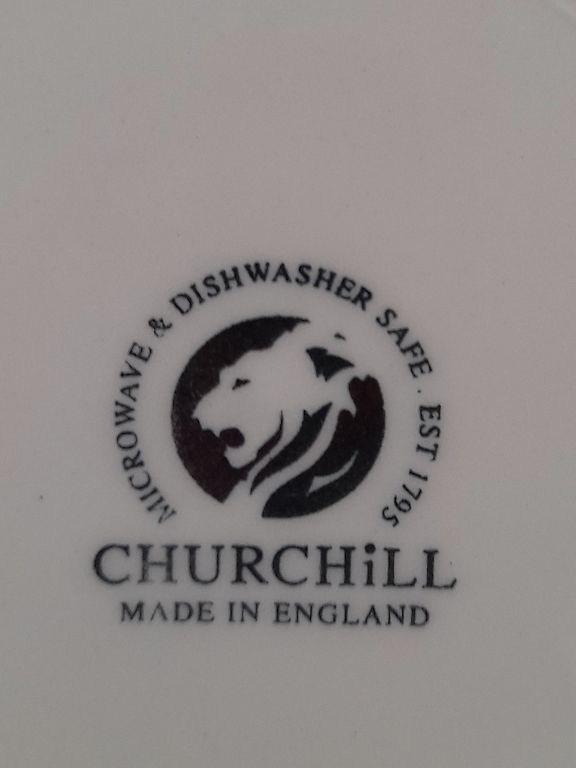 MICROWAVE & DISHWASHER SAFE . EST 1795
CHURCHiLL
MADE IN ENGLAND